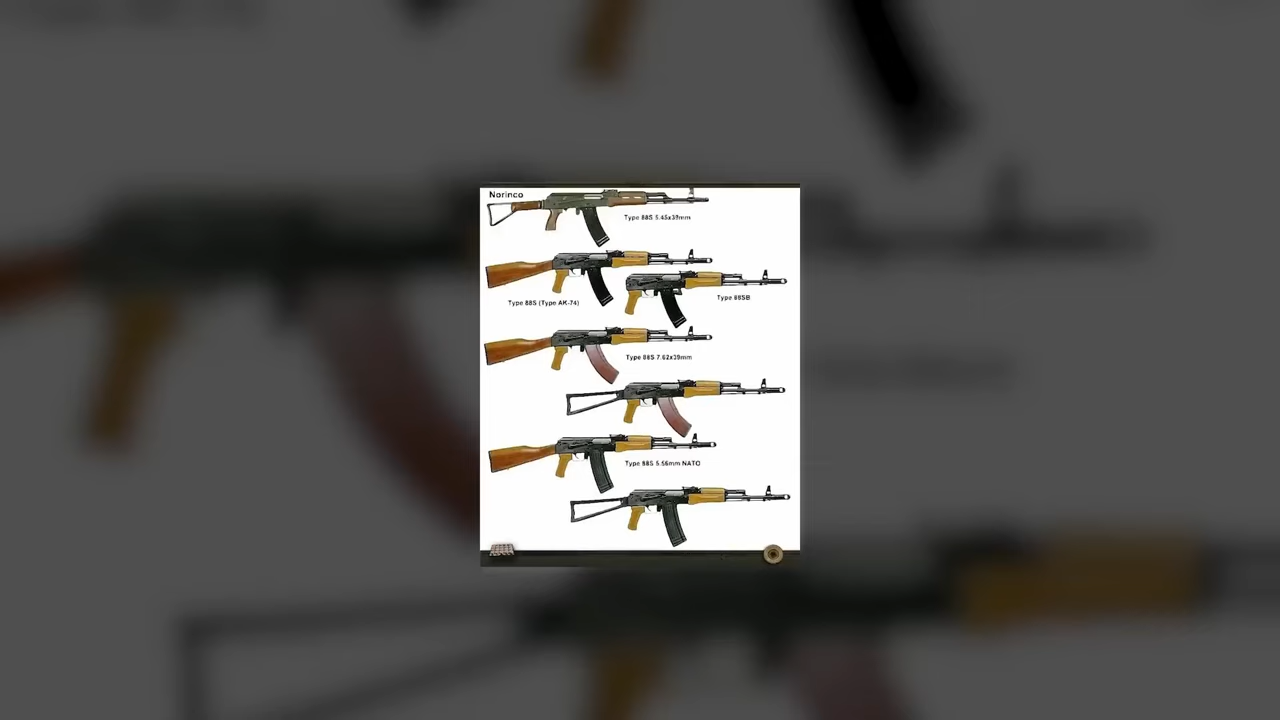 Norinco
Type 88S 5.45x39mm
Type 88S (Type AK-74)
Type 88SB
Type 88S 7.62x39mm
Type 88S 5.56mm NATO